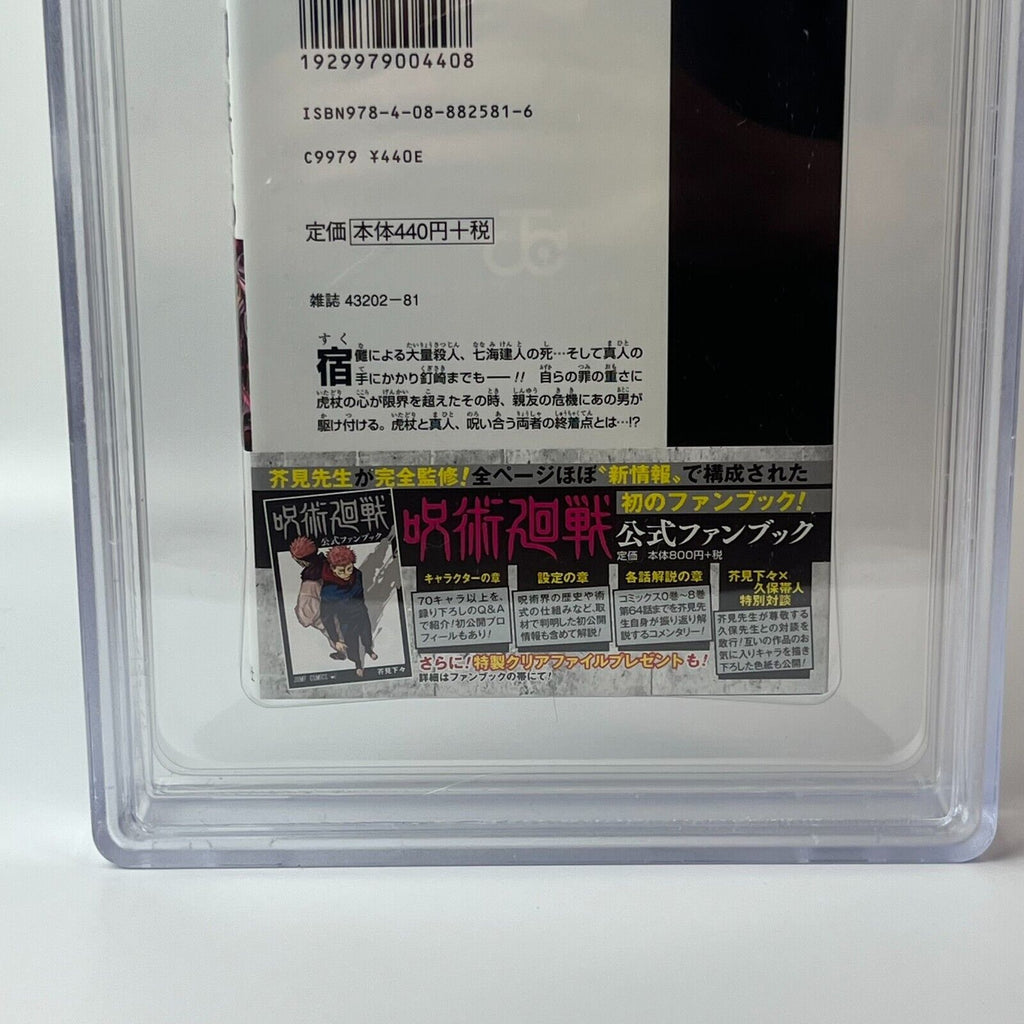 1929979004408
ISBN978-4-08-882581-6
C9979 ¥440E
定価 本体440円+税
雑誌 43202-81
宿儺による大量殺人、七海建人の死…そして真人の
手にかかり釘崎までも——!! 自らの罪の重さに
虎杖の心が限界を超えたその時、親友の危機にあの男が
駆け付ける。虎杖と真人、呪い合う両者の終着点とは…!?
芥見先生が完全監修!全ページほぼ〝新情報〟で構成された
初のファンブック!
呪術廻戦
公式ファンブック
定価 本体800円+税
呪術廻戦
公式ファンブック
芥見下々
JUMP COMICS
キャラクターの章
70キャラ以上を、
録り下ろしのQ&A
で紹介!初公開プロ
フィールもあり!
設定の章
呪術界の歴史や術
式の仕組みなど、取
材で判明した初公開
情報も含めて解説!
各話解説の章
コミックス0巻~8巻
第64話までを芥見先
生自身が振り返り解
説するコメンタリー!
芥見下々×
久保帯人
特別対談
芥見先生が尊敬する
久保先生との対談を
敢行!互いの作品のお
気に入りキャラを描き
下ろした色紙も公開!
さらに!特製クリアファイルプレゼントも!
詳細はファンブックの帯にて!